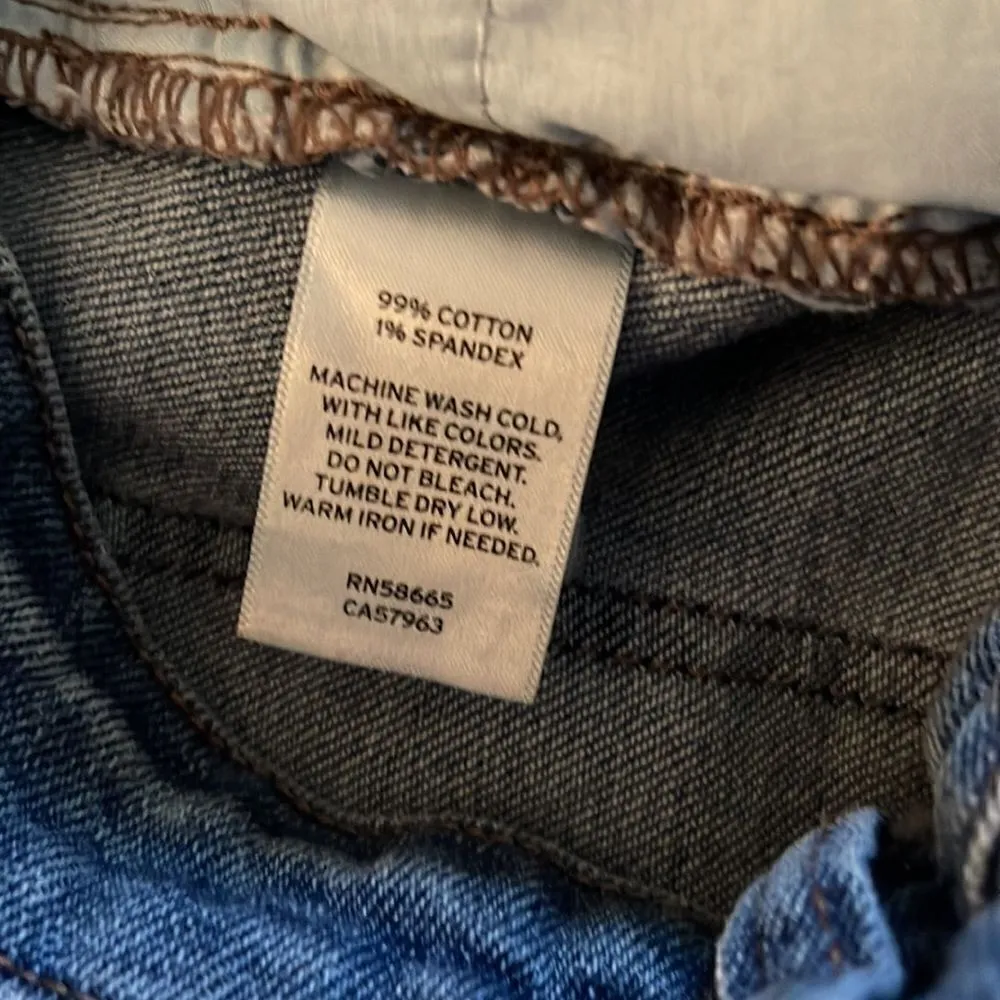 99% COTTON
1% SPANDEX
MACHINE WASH COLD,
WITH LIKE COLORS.
MILD DETERGENT.
DO NOT BLEACH.
TUMBLE DRY LOW.
WARM IRON IF NEEDED.
RN58665
CA57963